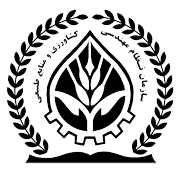 سازمان نظام مهندسی
کشاورزی و منابع طبیعی